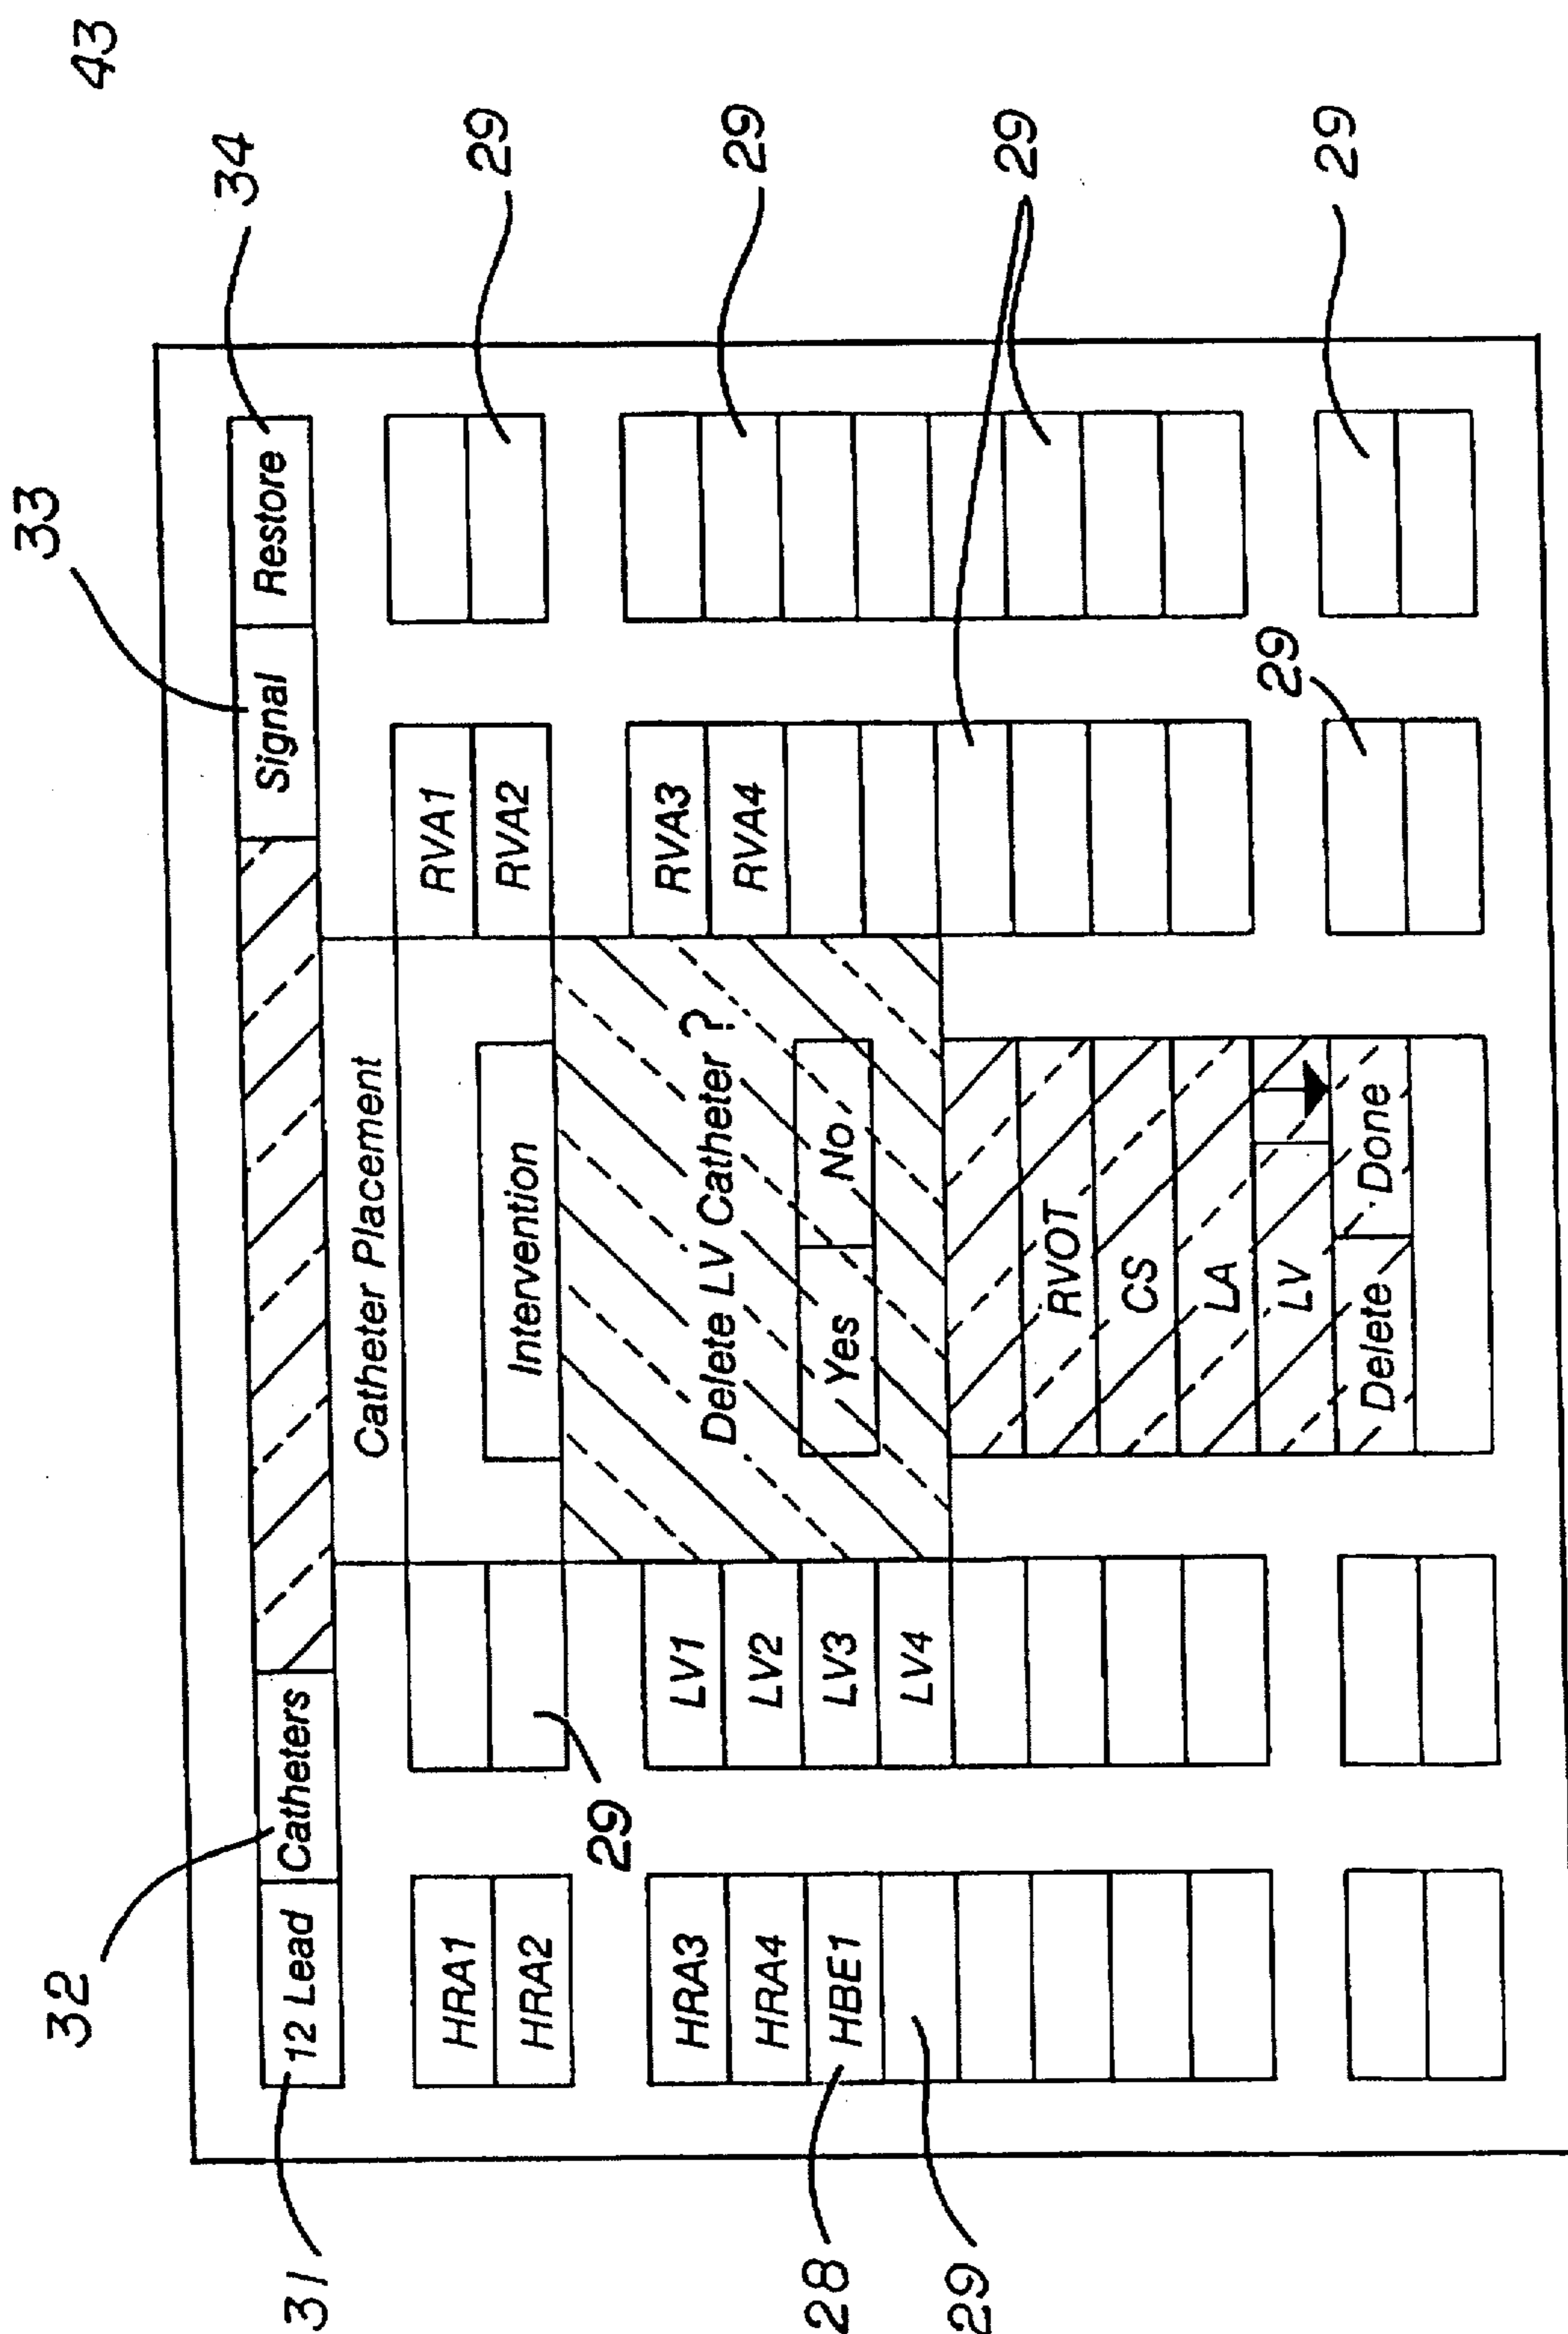 43
33
34
32
31
12 Lead
Catheters
Signal
Restore
Catheter Placement
HRA1
RVA1
29
HRA2
Intervention
RVA2
29
HRA3
LV1
RVA3
29
HRA4
LV2
Delete LV Catheter ?
RVA4
28
HBE1
LV3
Yes
No
29
LV4
29
RVOT
CS
LA
29
LV
29
Delete
Done